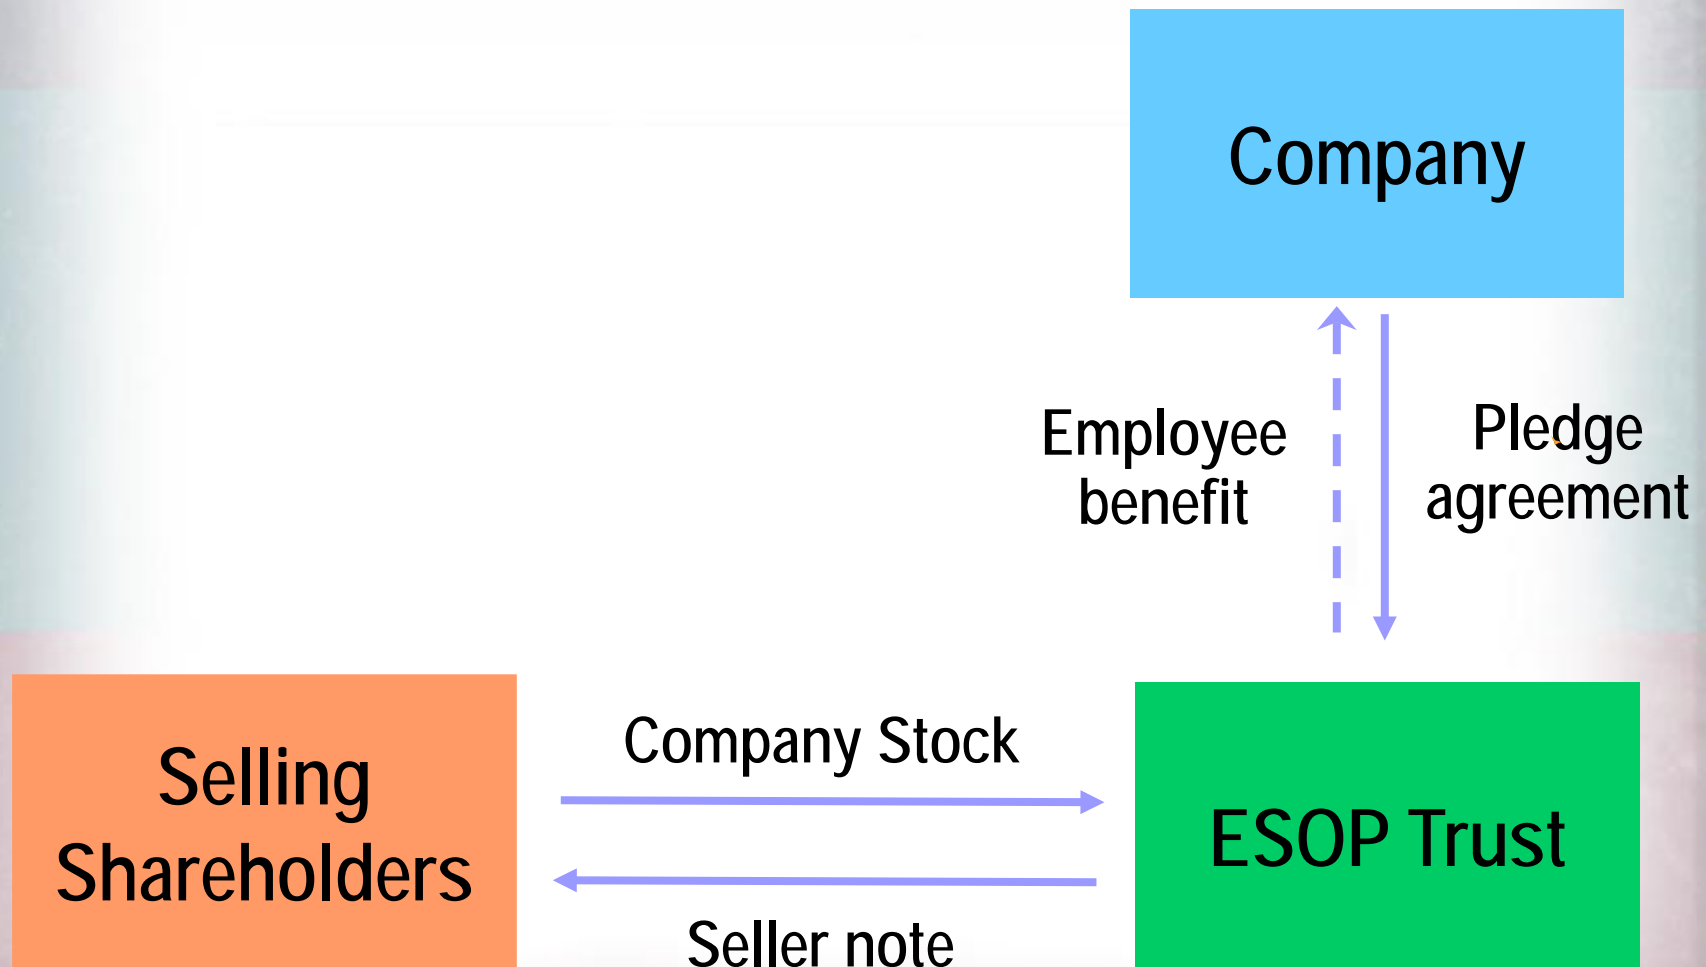 Company
Employee
benefit
Pledge
agreement
Selling
Shareholders
Company Stock
Seller note
ESOP Trust